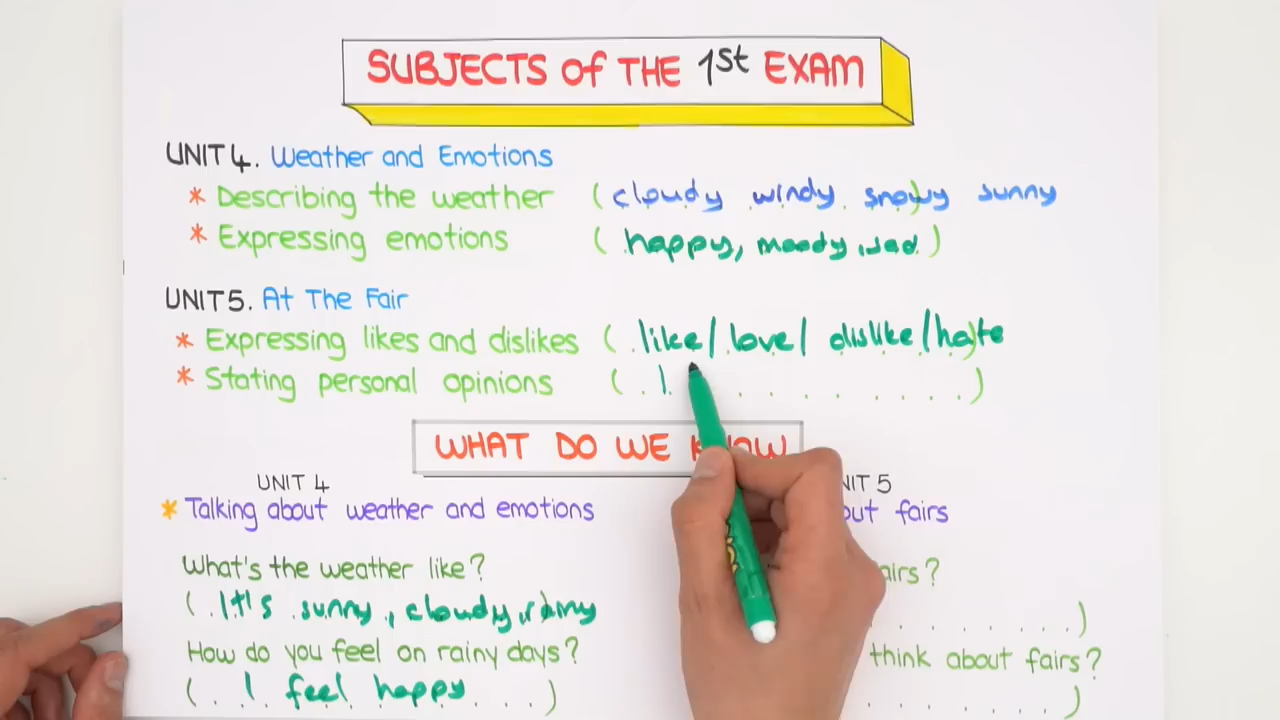 SUBJECTS of THE 1st EXAM
UNIT 4. Weather and Emotions
* Describing the weather ( cloudy windy snowy sunny
* Expressing emotions ( happy, moody, sad )
UNIT 5. At The Fair
* Expressing likes and dislikes ( like/love/ dislike/hate
* Stating personal opinions ( . I . . . . . . . . )
WHAT DO WE KNOW
UNIT 4
UNIT 5
* Talking about weather and emotions
out fairs
What's the weather like?
airs?
( . It's sunny, cloudy, rainy
. . . . . . . )
How do you feel on rainy days?
think about fairs?
( . . I feel happy . . . )
. . . . . . . )